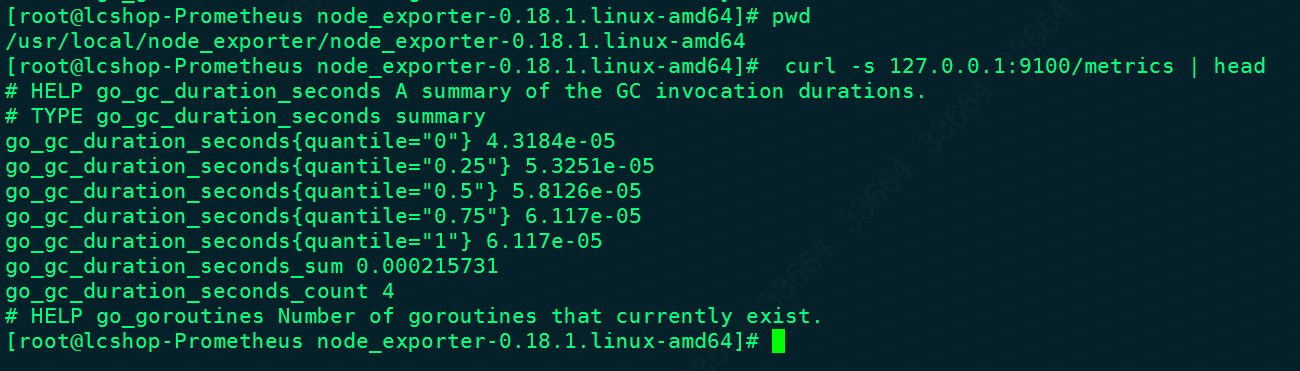 [root@lcshop-Prometheus node_exporter-0.18.1.linux-amd64]# pwd
/usr/local/node_exporter/node_exporter-0.18.1.linux-amd64
[root@lcshop-Prometheus node_exporter-0.18.1.linux-amd64]#  curl -s 127.0.0.1:9100/metrics | head
# HELP go_gc_duration_seconds A summary of the GC invocation durations.
# TYPE go_gc_duration_seconds summary
go_gc_duration_seconds{quantile="0"} 4.3184e-05
go_gc_duration_seconds{quantile="0.25"} 5.3251e-05
go_gc_duration_seconds{quantile="0.5"} 5.8126e-05
go_gc_duration_seconds{quantile="0.75"} 6.117e-05
go_gc_duration_seconds{quantile="1"} 6.117e-05
go_gc_duration_seconds_sum 0.000215731
go_gc_duration_seconds_count 4
# HELP go_goroutines Number of goroutines that currently exist.
[root@lcshop-Prometheus node_exporter-0.18.1.linux-amd64]#
33664 33664 33664 33664